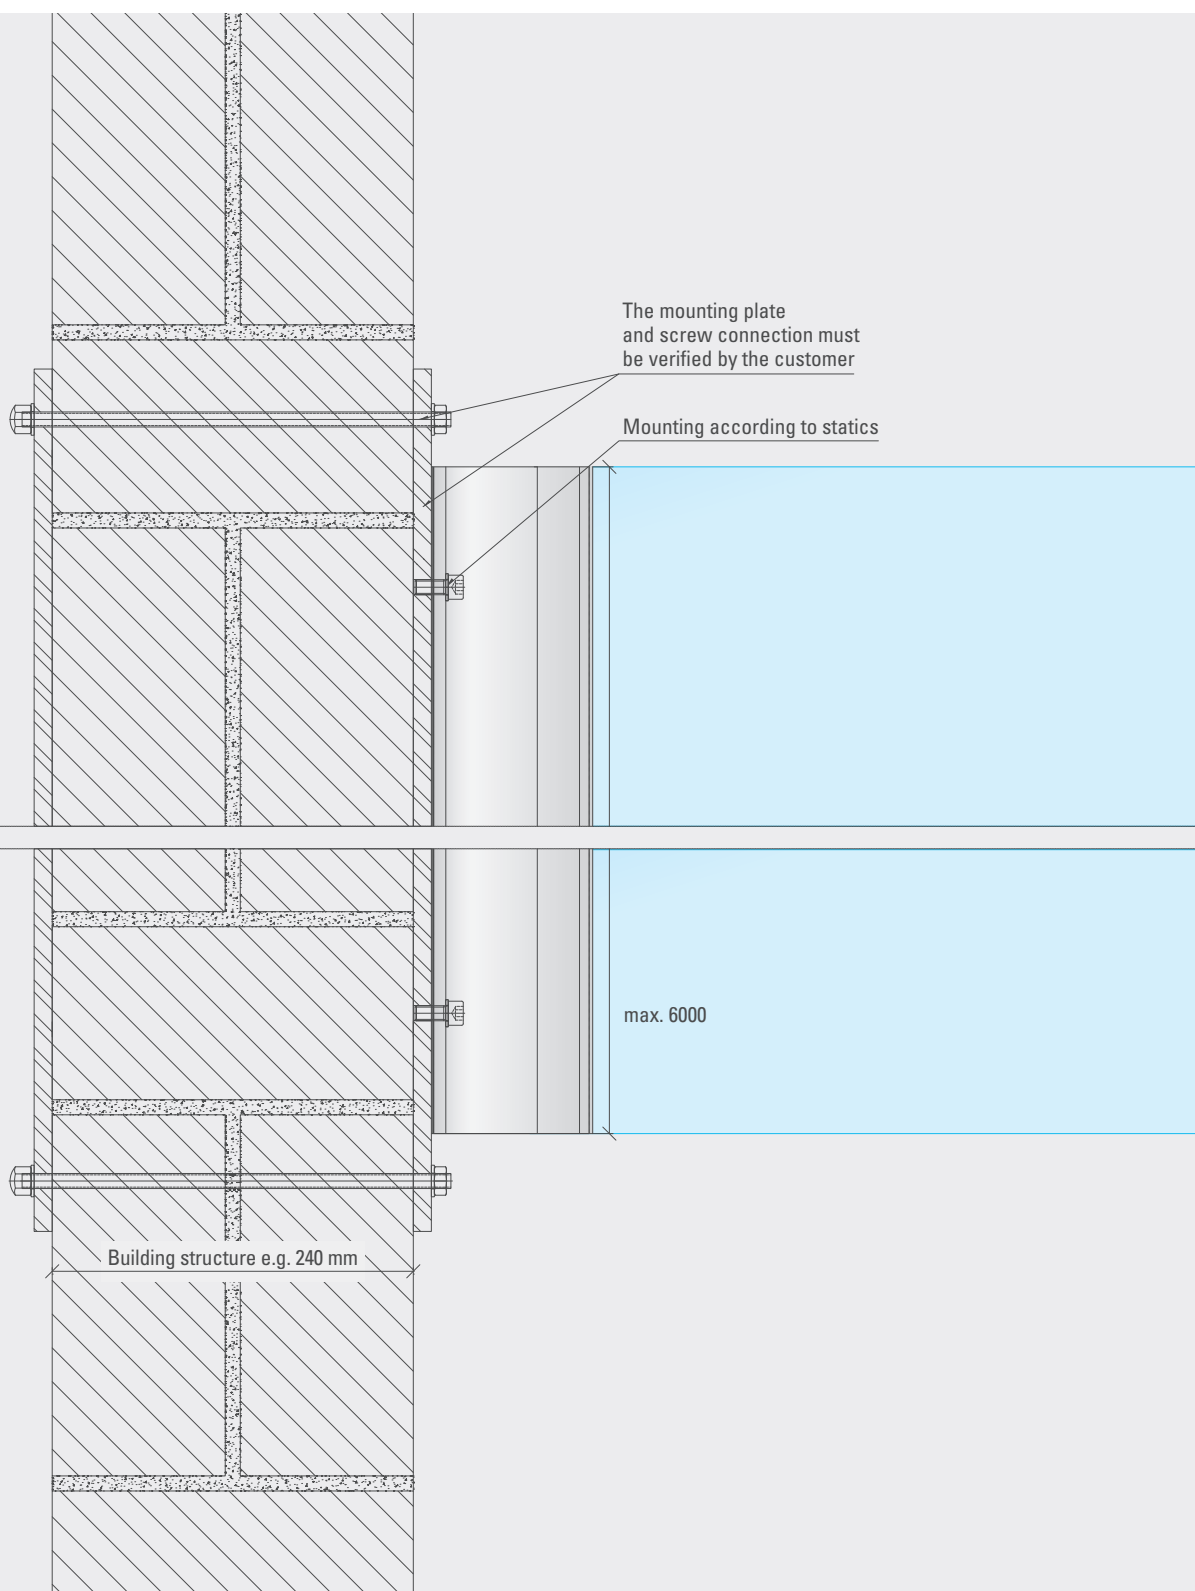 The mounting plate
and screw connection must
be verified by the customer
Mounting according to statics
max. 6000
Building structure e.g. 240 mm